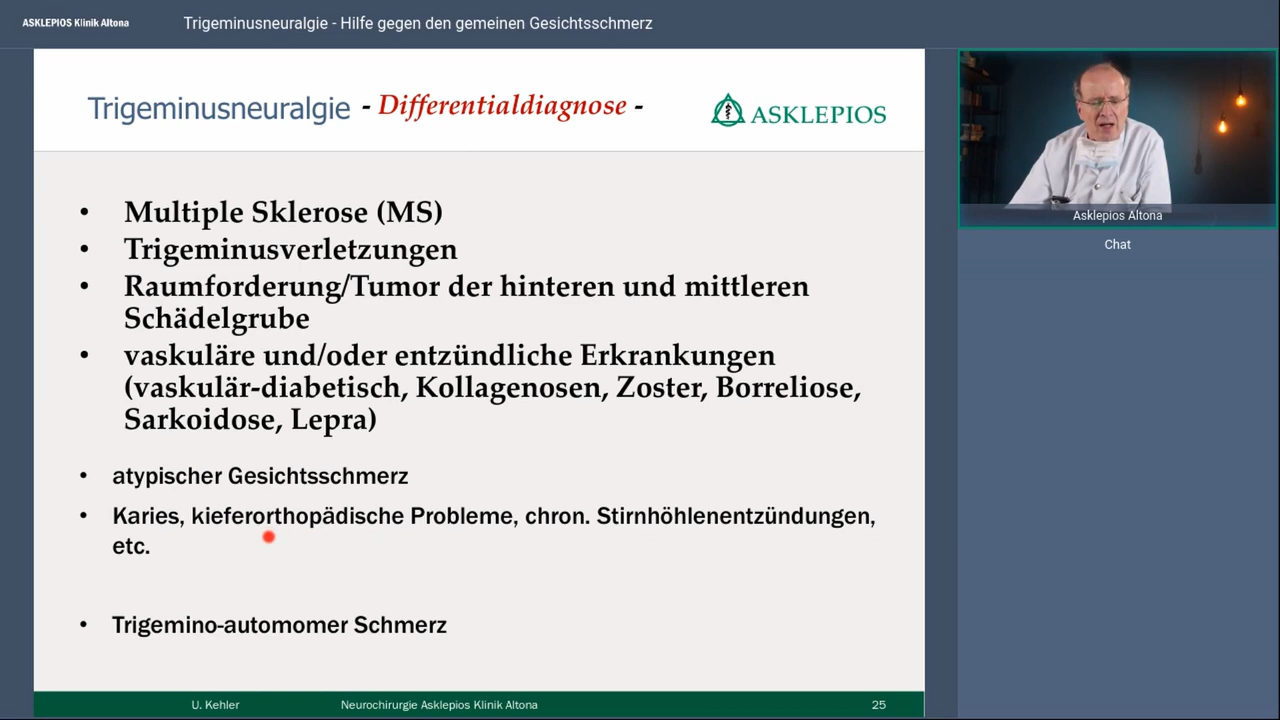 ASKLEPIOS Klinik Altona
Trigeminusneuralgie - Hilfe gegen den gemeinen Gesichtsschmerz
Trigeminusneuralgie - Differentialdiagnose -
ASKLEPIOS
• Multiple Sklerose (MS)
• Trigeminusverletzungen
• Raumforderung/Tumor der hinteren und mittleren
Schädelgrube
• vaskuläre und/oder entzündliche Erkrankungen
(vaskulär-diabetisch, Kollagenosen, Zoster, Borreliose,
Sarkoidose, Lepra)
• atypischer Gesichtsschmerz
• Karies, kieferorthopädische Probleme, chron. Stirnhöhlenentzündungen,
etc.
• Trigemino-automomer Schmerz
U. Kehler Neurochirurgie Asklepios Klinik Altona 25
Asklepios Altona
Chat